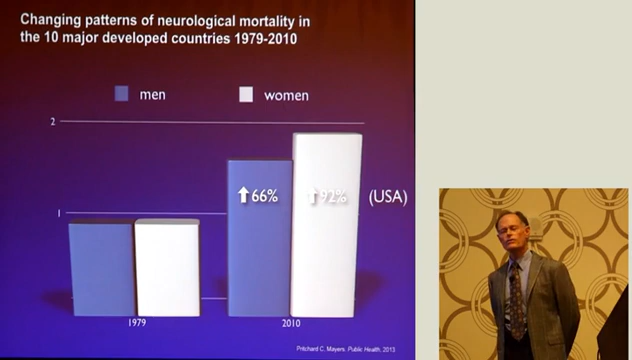 Changing patterns of neurological mortality in
the 10 major developed countries 1979-2010
men
women
2
66%
92%
(USA)
1
1979
2010
Pritchard C. Mayers. Public Health. 2013